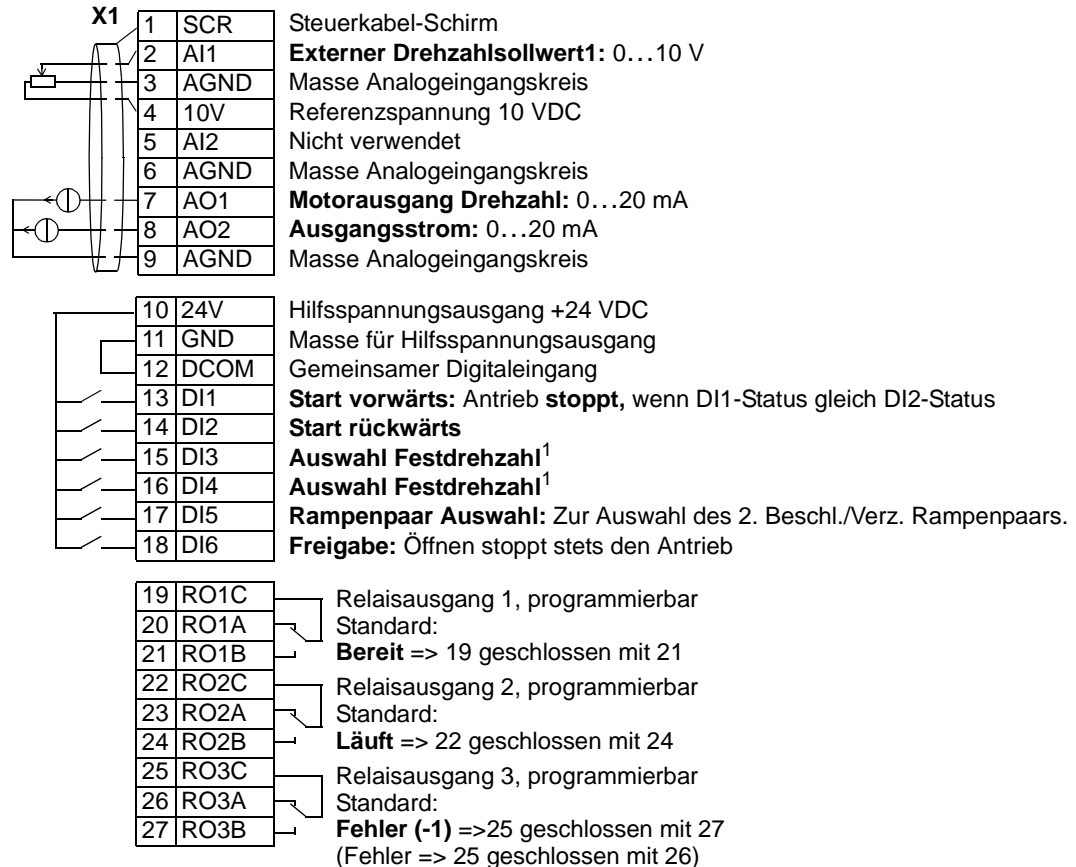 X1
1 SCR Steuerkabel-Schirm
2 AI1 Externer Drehzahlsollwert1: 0…10 V
3 AGND Masse Analogeingangskreis
4 10V Referenzspannung 10 VDC
5 AI2 Nicht verwendet
6 AGND Masse Analogeingangskreis
7 AO1 Motorausgang Drehzahl: 0…20 mA
8 AO2 Ausgangsstrom: 0…20 mA
9 AGND Masse Analogeingangskreis
10 24V Hilfsspannungsausgang +24 VDC
11 GND Masse für Hilfsspannungsausgang
12 DCOM Gemeinsamer Digitaleingang
13 DI1 Start vorwärts: Antrieb stoppt, wenn DI1-Status gleich DI2-Status
14 DI2 Start rückwärts
15 DI3 Auswahl Festdrehzahl1
16 DI4 Auswahl Festdrehzahl1
17 DI5 Rampenpaar Auswahl: Zur Auswahl des 2. Beschl./Verz. Rampenpaars.
18 DI6 Freigabe: Öffnen stoppt stets den Antrieb
19 RO1C Relaisausgang 1, programmierbar
20 RO1A Standard:
21 RO1B Bereit => 19 geschlossen mit 21
22 RO2C Relaisausgang 2, programmierbar
23 RO2A Standard:
24 RO2B Läuft => 22 geschlossen mit 24
25 RO3C Relaisausgang 3, programmierbar
26 RO3A Standard:
27 RO3B Fehler (-1) =>25 geschlossen mit 27
(Fehler => 25 geschlossen mit 26)